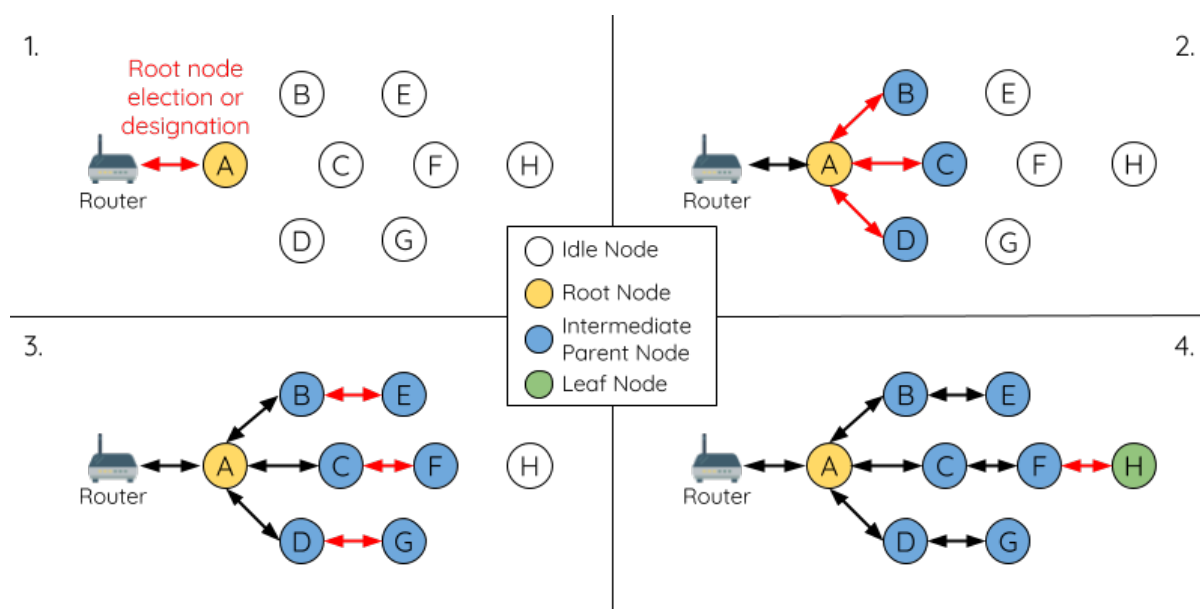 1.
Root node
election or
designation
Router
A
B
E
C
F
H
D
G
2.
Router
A
B
E
C
F
H
D
G
Idle Node
Root Node
Intermediate
Parent Node
Leaf Node
3.
Router
A
B
E
C
F
H
D
G
4.
Router
A
B
E
C
F
H
D
G